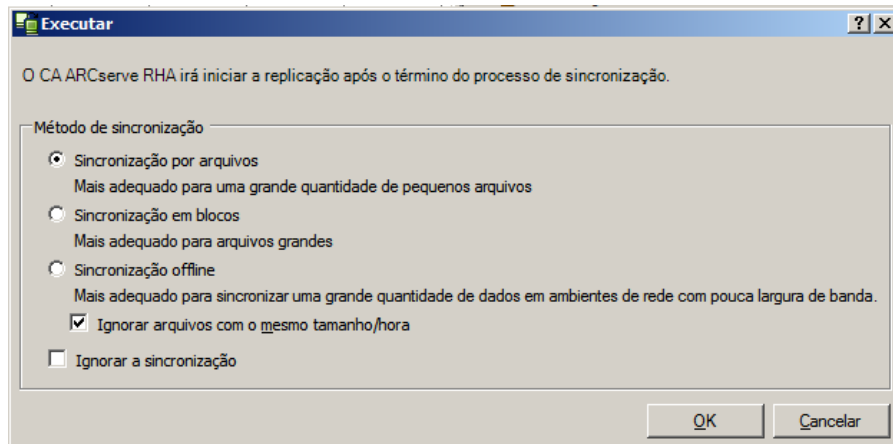 Executar
O CA ARCserve RHA irá iniciar a replicação após o término do processo de sincronização.
Método de sincronização
Sincronização por arquivos
Mais adequado para uma grande quantidade de pequenos arquivos
Sincronização em blocos
Mais adequado para arquivos grandes
Sincronização offline
Mais adequado para sincronizar uma grande quantidade de dados em ambientes de rede com pouca largura de banda.
Ignorar arquivos com o mesmo tamanho/hora
Ignorar a sincronização
OK Cancelar